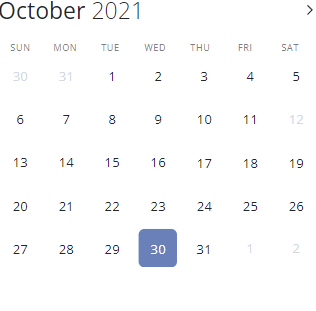 October 2021
SUN MON TUE WED THU FRI SAT
30 31 1 2 3 4 5
6 7 8 9 10 11 12
13 14 15 16 17 18 19
20 21 22 23 24 25 26
27 28 29 30 31 1 2